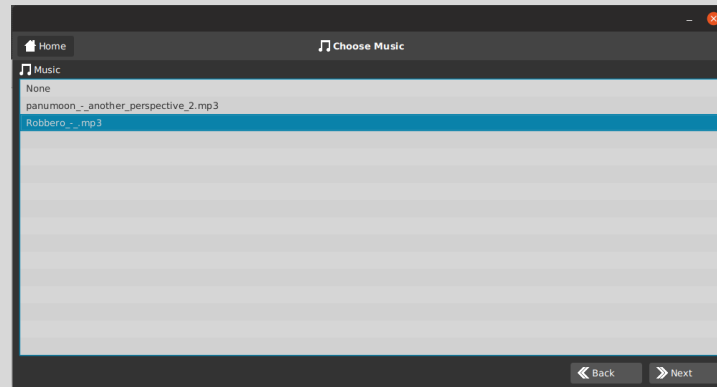 Home
Choose Music
Music
None
panumoon_-_another_perspective_2.mp3
Robbero_-_.mp3
Back
Next